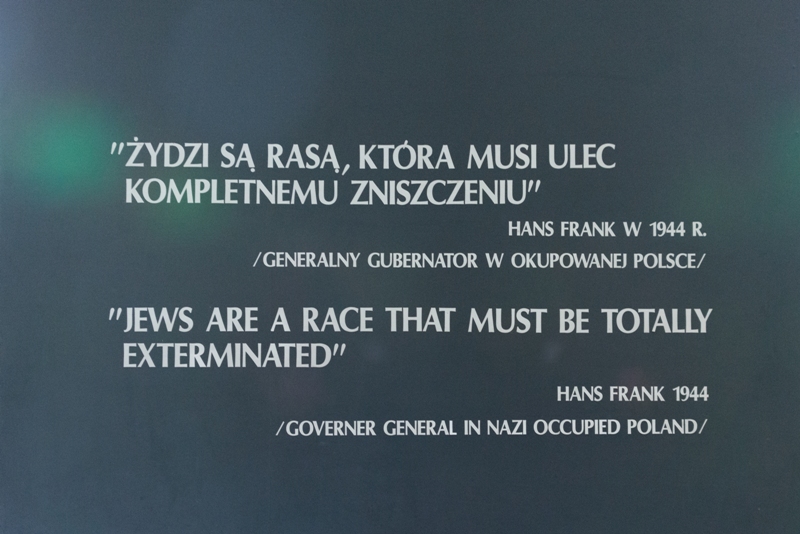 "ŻYDZI SĄ RASĄ, KTÓRA MUSI ULEC
KOMPLETNEMU ZNISZCZENIU"
HANS FRANK W 1944 R.
/GENERALNY GUBERNATOR W OKUPOWANEJ POLSCE/
"JEWS ARE A RACE THAT MUST BE TOTALLY
EXTERMINATED"
HANS FRANK 1944
/GOVERNER GENERAL IN NAZI OCCUPIED POLAND/